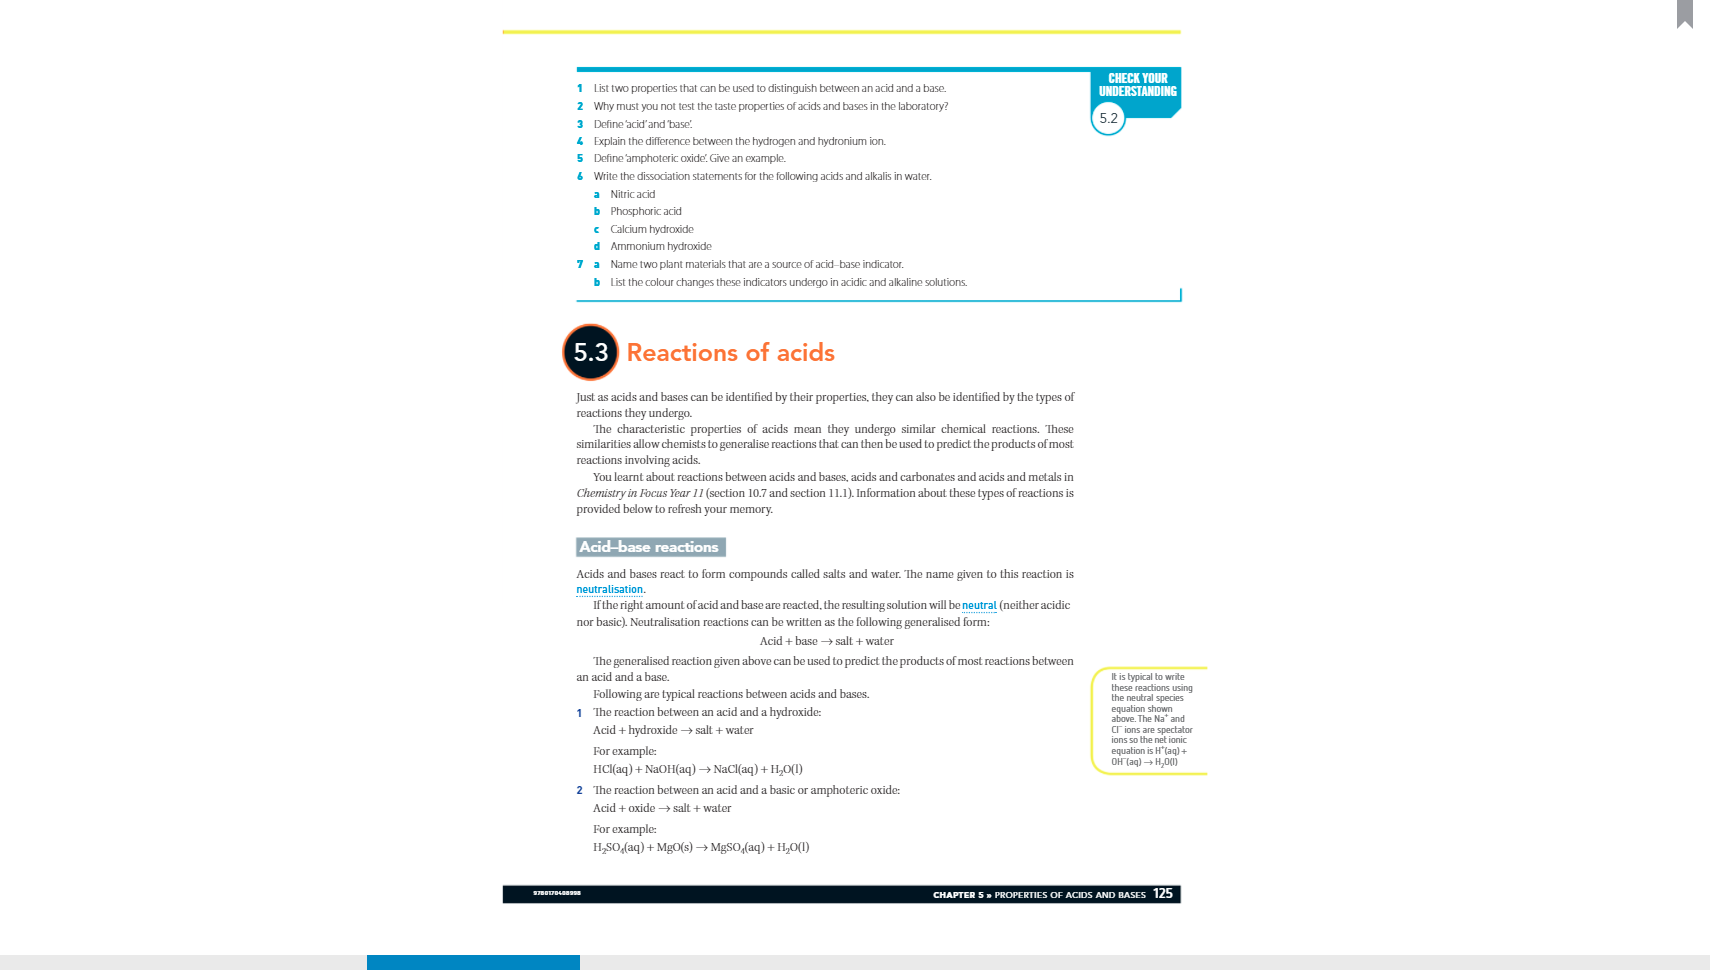 CHECK YOUR
UNDERSTANDING
5.2
1 List two properties that can be used to distinguish between an acid and a base.
2 Why must you not test the taste properties of acids and bases in the laboratory?
3 Define 'acid' and 'base'.
4 Explain the difference between the hydrogen and hydronium ion.
5 Define 'amphoteric oxide'. Give an example.
6 Write the dissociation statements for the following acids and alkalis in water.
a Nitric acid
b Phosphoric acid
c Calcium hydroxide
d Ammonium hydroxide
7 a Name two plant materials that are a source of acid–base indicator.
b List the colour changes these indicators undergo in acidic and alkaline solutions.
5.3 Reactions of acids
Just as acids and bases can be identified by their properties, they can also be identified by the types of
reactions they undergo.
The characteristic properties of acids mean they undergo similar chemical reactions. These
similarities allow chemists to generalise reactions that can then be used to predict the products of most
reactions involving acids.
You learnt about reactions between acids and bases, acids and carbonates and acids and metals in
Chemistry in Focus Year 11 (section 10.7 and section 11.1). Information about these types of reactions is
provided below to refresh your memory.
Acid–base reactions
Acids and bases react to form compounds called salts and water. The name given to this reaction is
neutralisation.
If the right amount of acid and base are reacted, the resulting solution will be neutral (neither acidic
nor basic). Neutralisation reactions can be written as the following generalised form:
Acid + base → salt + water
The generalised reaction given above can be used to predict the products of most reactions between
an acid and a base.
Following are typical reactions between acids and bases.
1 The reaction between an acid and a hydroxide:
Acid + hydroxide → salt + water
For example:
HCl(aq) + NaOH(aq) → NaCl(aq) + H₂O(l)
2 The reaction between an acid and a basic or amphoteric oxide:
Acid + oxide → salt + water
For example:
H₂SO₄(aq) + MgO(s) → MgSO₄(aq) + H₂O(l)
It is typical to write
these reactions using
the neutral species
equation shown
above. The Na⁺ and
Cl⁻ ions are spectator
ions so the net ionic
equation is H⁺(aq) +
OH⁻(aq) → H₂O(l)
9780170408998
CHAPTER 5 » PROPERTIES OF ACIDS AND BASES 125